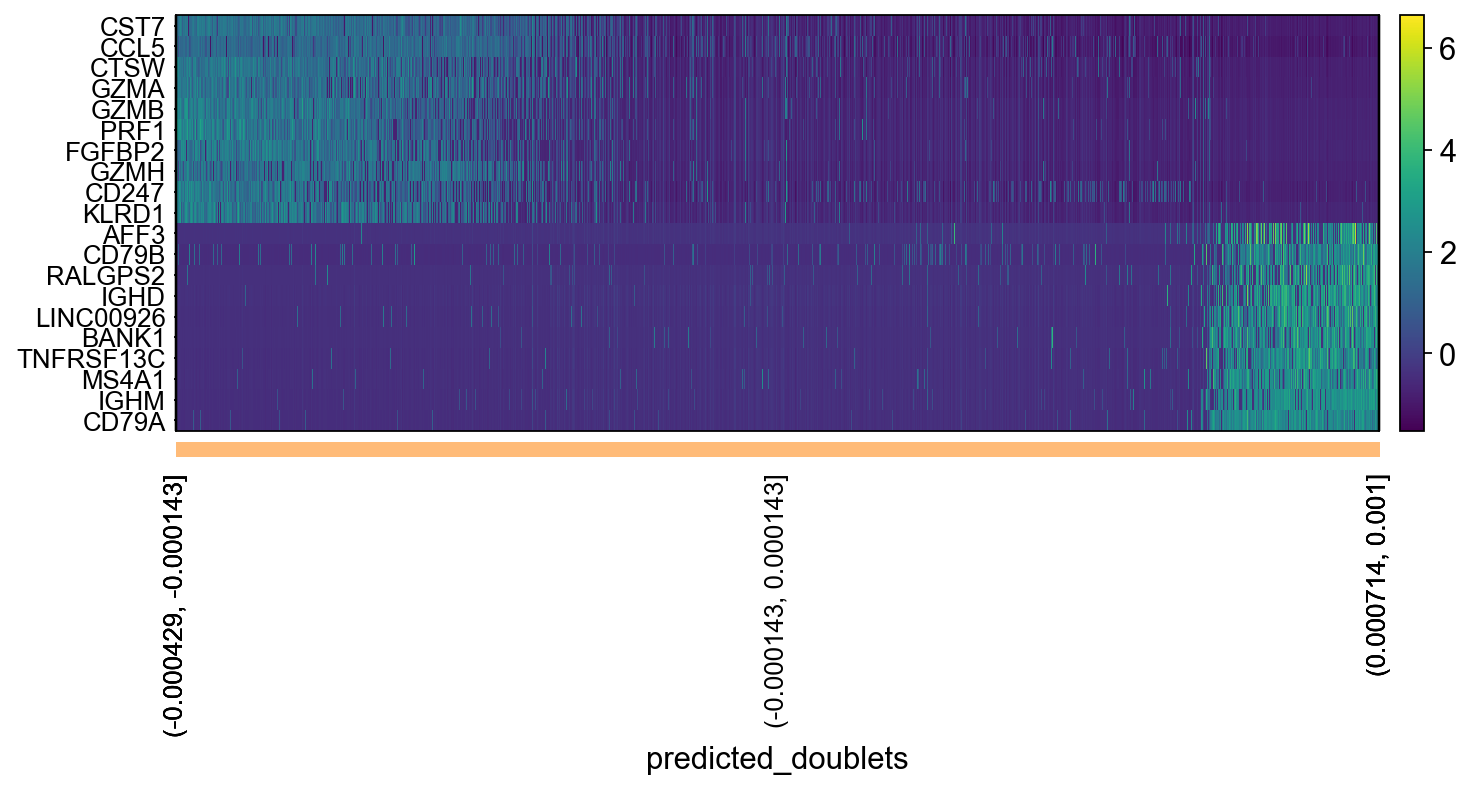 CST7
CCL5
CTSW
GZMA
GZMB
PRF1
FGFBP2
GZMH
CD247
KLRD1
AFF3
CD79B
RALGPS2
IGHD
LINC00926
BANK1
TNFRSF13C
MS4A1
IGHM
CD79A
6
4
2
0
(-0.000429, -0.000143]
(-0.000143, 0.000143]
(0.000714, 0.001]
predicted_doublets